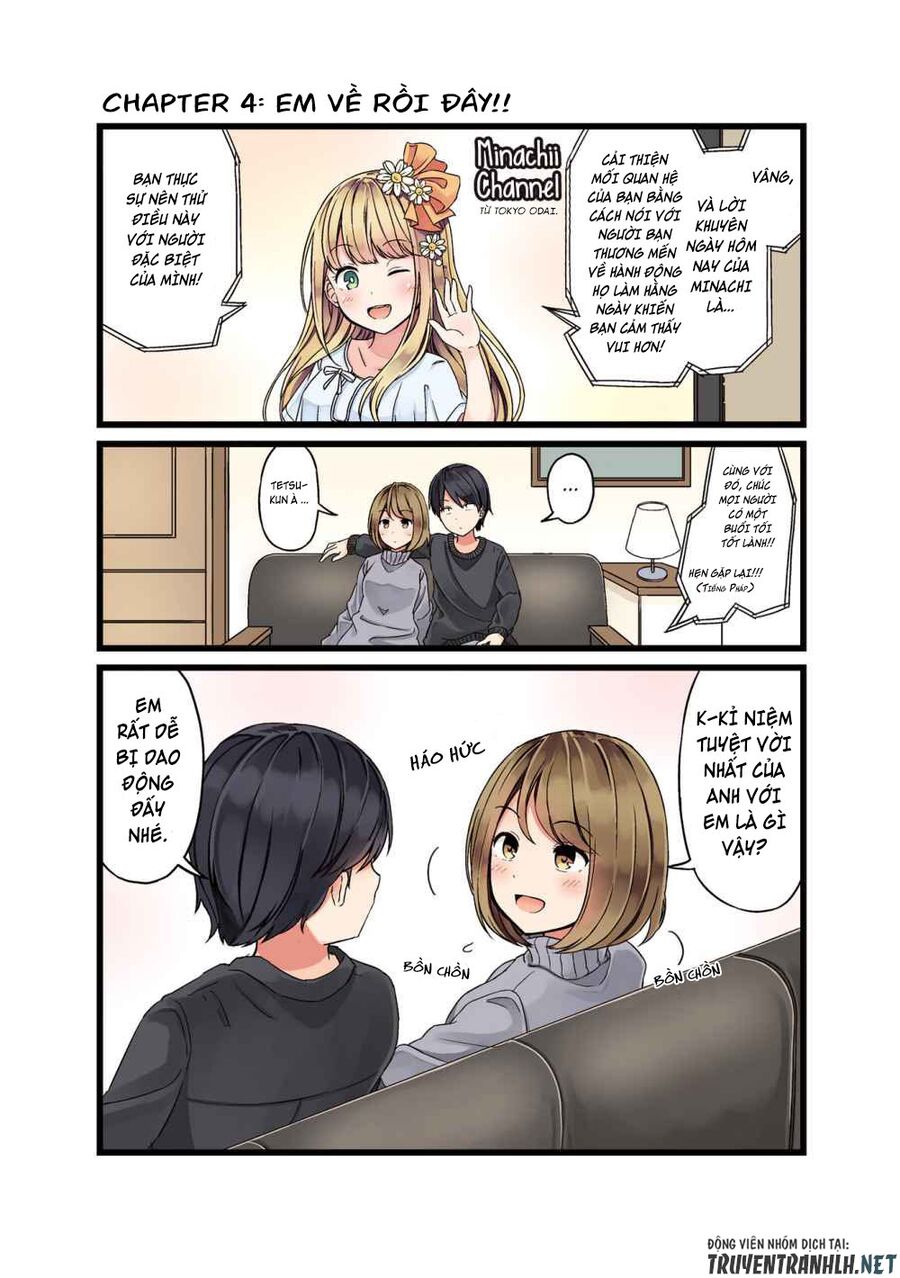 CHAPTER 4: EM VỀ RỒI ĐÂY!!
VÂNG,
VÀ LỜI
KHUYÊN
NGÀY HÔM
NAY CỦA
MINACHI
LÀ...
CẢI THIỆN
MỐI QUAN HỆ
CỦA BẠN BẰNG
CÁCH NÓI VỚI
NGƯỜI BẠN
THƯƠNG MẾN
VỀ HÀNH ĐỘNG
HỌ LÀM HẰNG
NGÀY KHIẾN
BẠN CẢM THẤY
VUI HƠN!
Minachii
Channel
TỪ TOKYO ODAI.
BẠN THỰC
SỰ NÊN THỬ
ĐIỀU NÀY
VỚI NGƯỜI
ĐẶC BIỆT
CỦA MÌNH!
CÙNG VỚI
ĐÓ, CHÚC
MỌI NGƯỜI
CÓ MỘT
BUỔI TỐI
TỐT LÀNH!!
HẸN GẶP LẠI!!!
(TIẾNG PHÁP)
...
TETSU-
KUN À ...
K-KỈ NIỆM
TUYỆT VỜI
NHẤT CỦA
ANH VỚI
EM LÀ GÌ
VẬY?
HÁO HỨC
EM
RẤT DỄ
BỊ DAO
ĐỘNG
ĐẤY
NHÉ.
BỒN CHỒN
BỒN CHỒN
ĐỘNG VIÊN NHÓM DỊCH TẠI:
TRUYENTRANHLH.NET